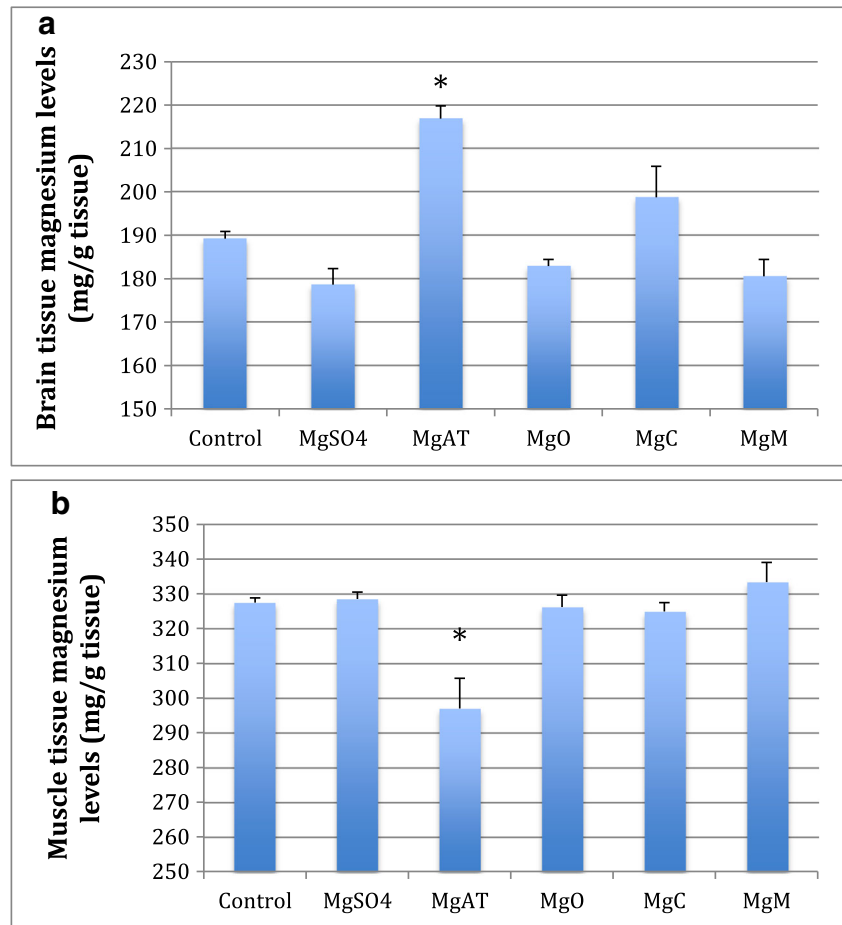 a
Brain tissue magnesium levels
(mg/g tissue)
230
220
210
200
190
180
170
160
150
*
Control MgSO4 MgAT MgO MgC MgM
b
Muscle tissue magnesium
levels (mg/g tissue)
350
340
330
320
310
300
290
280
270
260
250
*
Control MgSO4 MgAT MgO MgC MgM